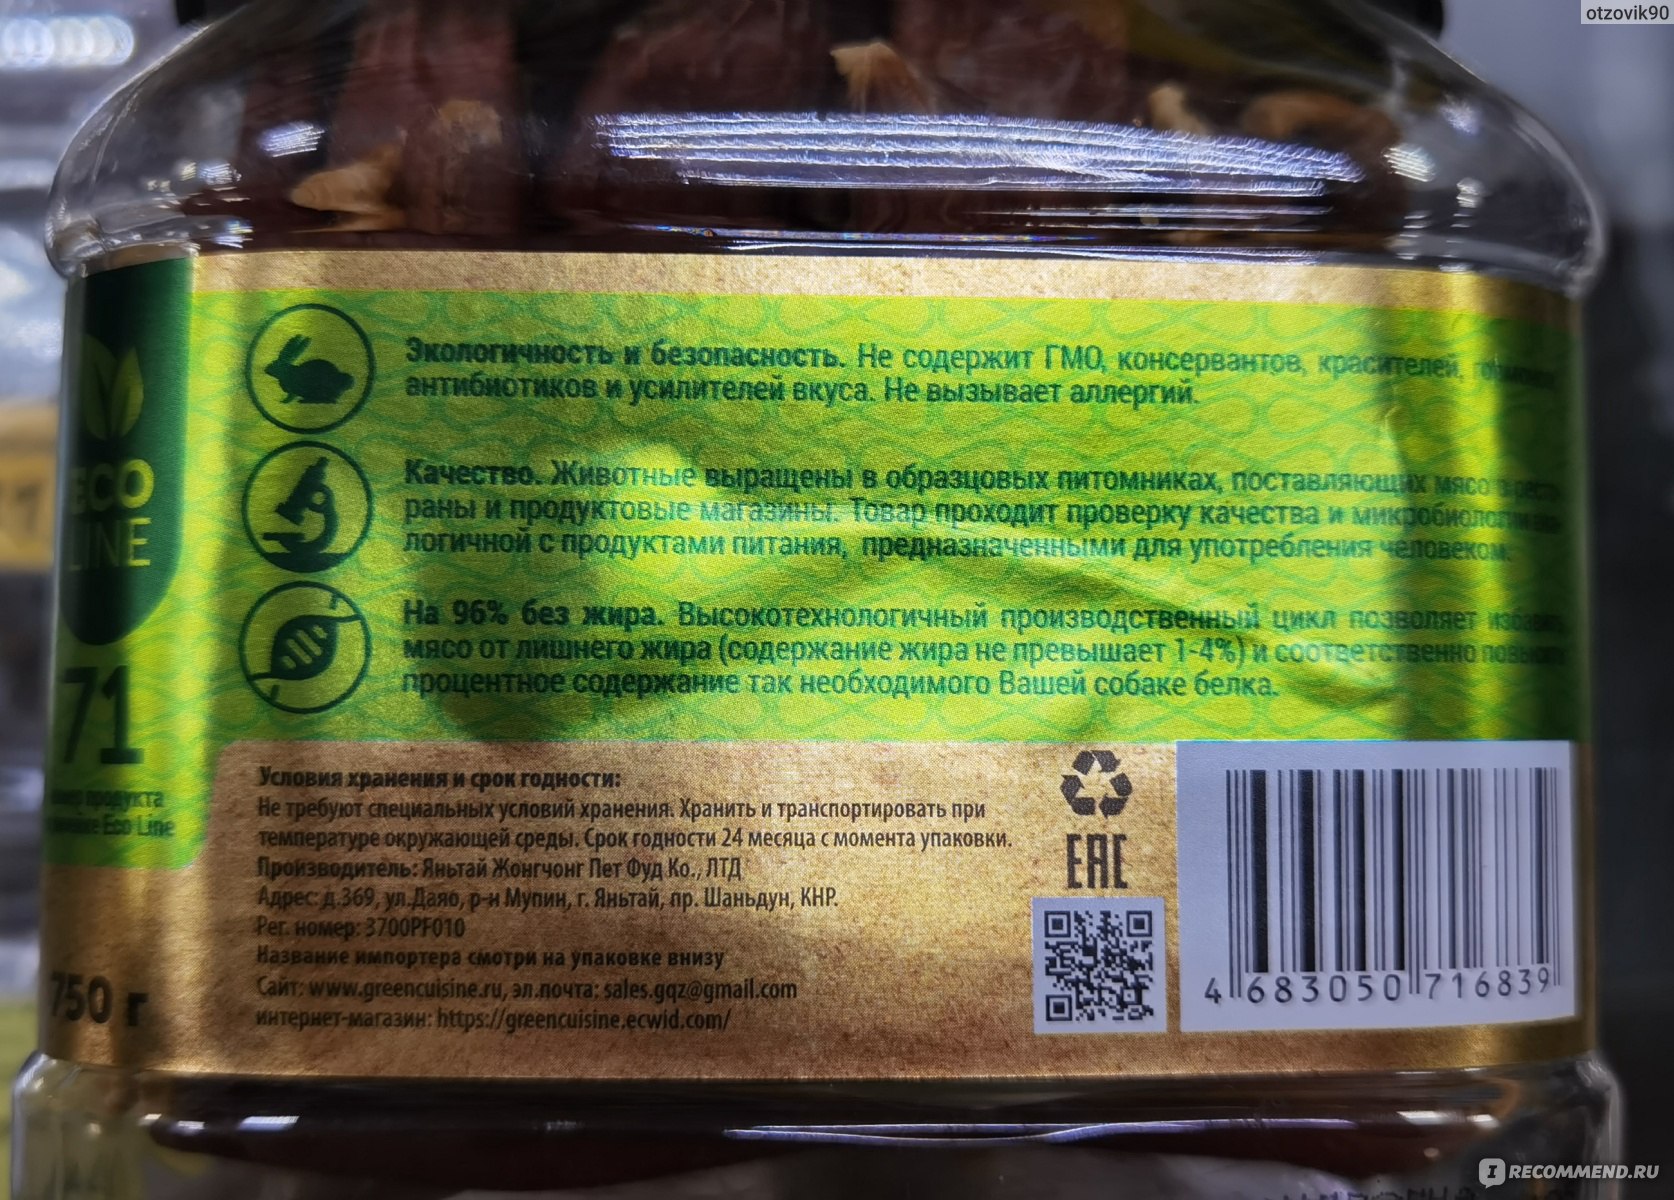 otzovik90
Экологичность и безопасность. Не содержит ГМО, консервантов, красителей,
антибиотиков и усилителей вкуса. Не вызывает аллергий.
Качество. Животные выращены в образцовых питомниках, поставляющих мясо в ресто-
раны и продуктовые магазины. Товар проходит проверку качества и
логичной с продуктами питания, предназначенными для употребления человеком.
На 96% без жира. Высокотехнологичный производственный цикл позволяет избавить
мясо от лишнего жира (содержание жира не превышает 1-4%) и соответственно
процентное содержание так необходимого Вашей собаке белка.
ECO
LINE
71
продукта
Eco Line
750 г
Условия хранения и срок годности:
Не требуют специальных условий хранения. Хранить и транспортировать при
температуре окружающей среды. Срок годности 24 месяца с момента упаковки.
Производитель: Яньтай Жонгчонг Пет Фуд Ко., ЛТД
Адрес: д.369, ул.Даяо, р-н Мупин, г. Яньтай, пр. Шаньдун, КНР.
Рег. номер: 3700PF010
Название импортера смотри на упаковке внизу
Сайт: www.greencuisine.ru, эл.почта: sales.gqz@gmail.com
интернет-магазин: https://greencuisine.ecwid.com/
EAC
4 683050 716839
IRECOMMEND.RU